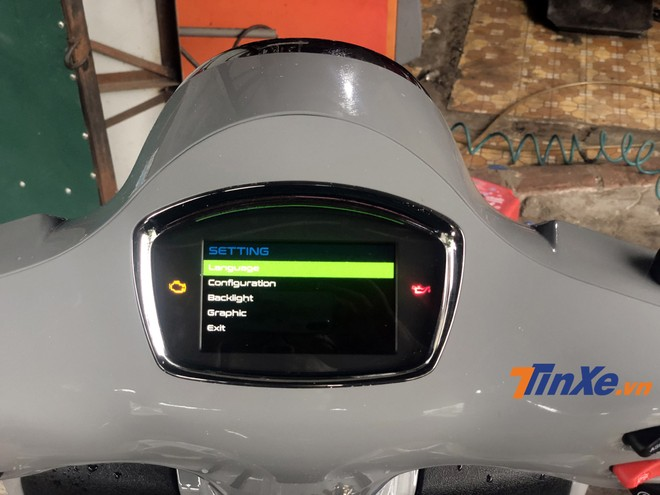 SETTING
Language
Configuration
Backlight
Graphic
Exit
TinXe.vn